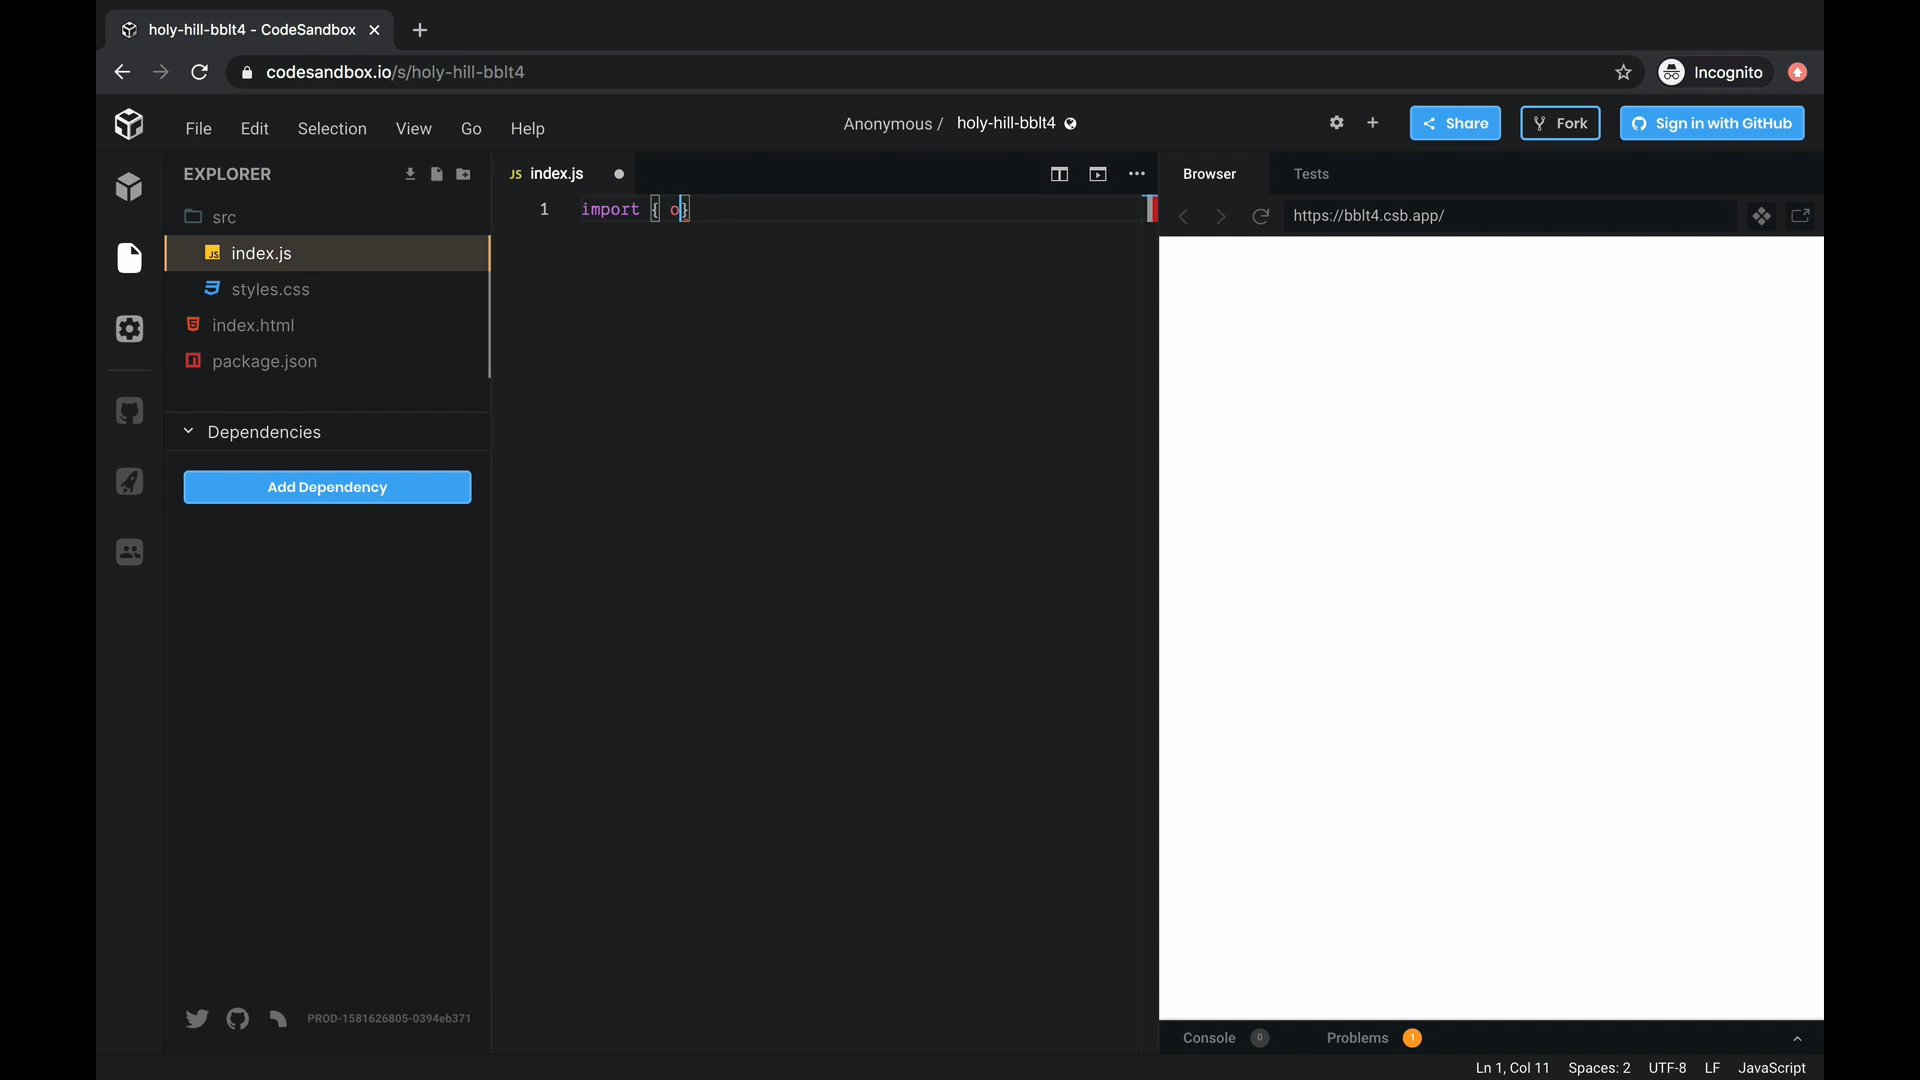 holy-hill-bblt4 - CodeSandbox
codesandbox.io/s/holy-hill-bblt4
Incognito
File Edit Selection View Go Help
Anonymous / holy-hill-bblt4
Share
Fork
Sign in with GitHub
EXPLORER
src
JS index.js
styles.css
index.html
package.json
Dependencies
Add Dependency
PROD-1581626805-0394eb371
JS index.js
1 import { o}
Browser
Tests
https://bblt4.csb.app/
Console 0
Problems 1
Ln 1, Col 11 Spaces: 2 UTF-8 LF JavaScript